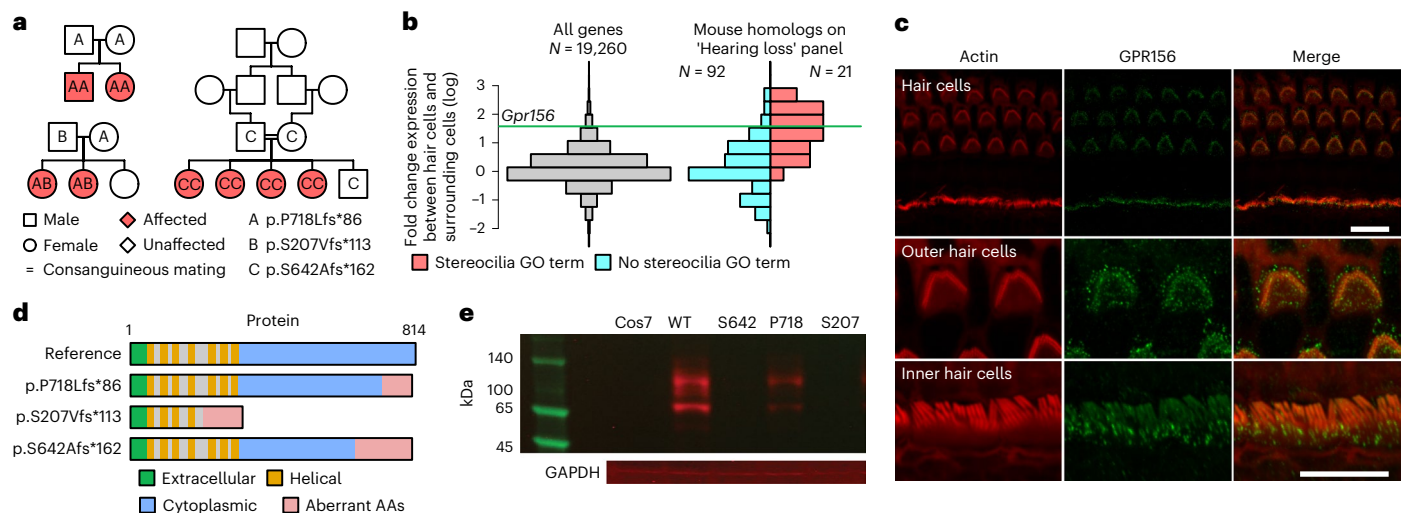 a
A A
AA AA
B A
AB AB
C C
CC CC CC CC C
Male Affected A p.P718Lfs*86
Female Unaffected B p.S207Vfs*113
= Consanguineous mating C p.S642Afs*162
b
All genes
N = 19,260
Mouse homologs on
'Hearing loss' panel
N = 92 N = 21
Fold change expression
between hair cells and
surrounding cells (log)
3
2
1
0
−1
−2
Gpr156
Stereocilia GO term No stereocilia GO term
c
Actin GPR156 Merge
Hair cells
Outer hair cells
Inner hair cells
d
Protein
1 814
Reference
p.P718Lfs*86
p.S207Vfs*113
p.S642Afs*162
Extracellular Helical
Cytoplasmic Aberrant AAs
e
Cos7 WT S642 P718 S207
kDa
140
100
65
45
GAPDH